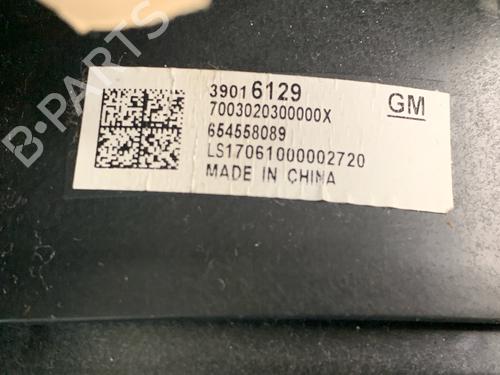 39016129
GM
7003020300000X
654558089
LS17061000002720
MADE IN CHINA
B-PARTS